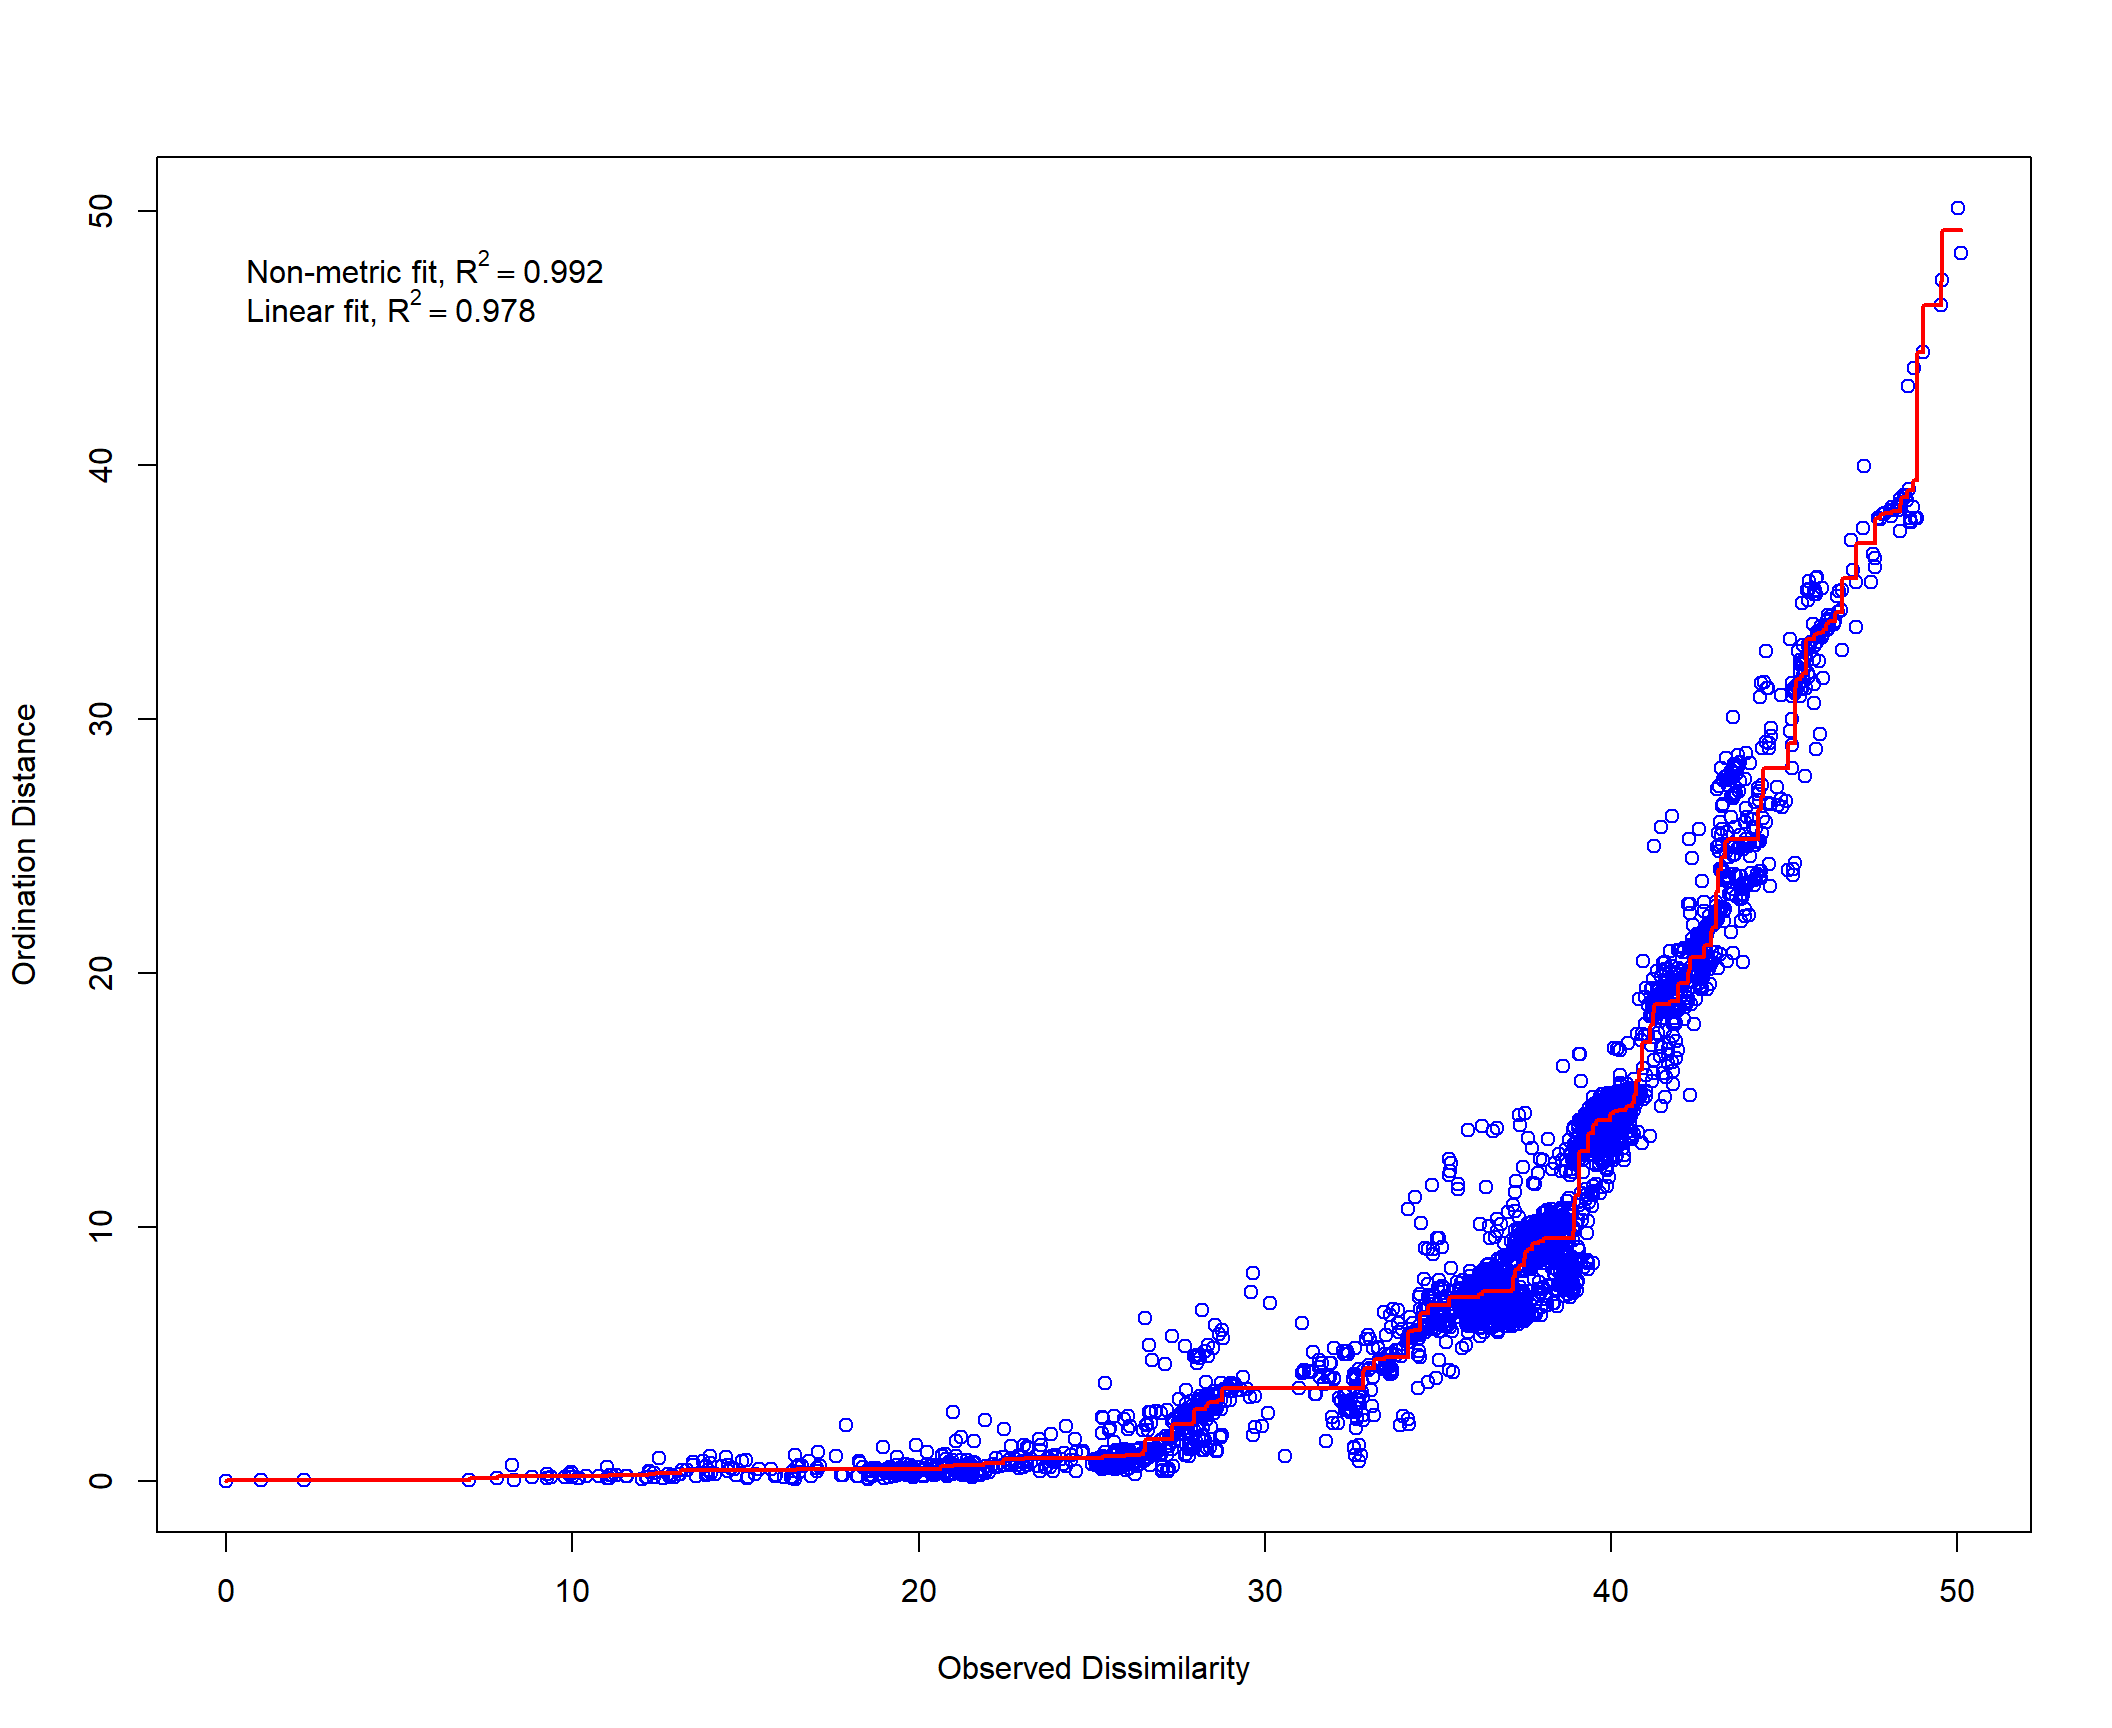 Non-metric fit, R² = 0.992
Linear fit, R² = 0.978
50
40
30
20
10
0
Ordination Distance
0 10 20 30 40 50
Observed Dissimilarity